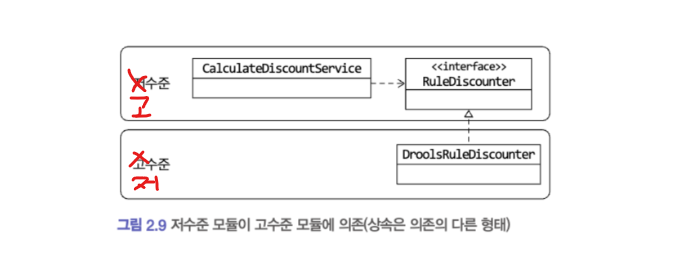 CalculateDiscountService
<<interface>>
RuleDiscounter
저수준
고
고수준
저
DroolsRuleDiscounter
그림 2.9 저수준 모듈이 고수준 모듈에 의존(상속은 의존의 다른 형태)